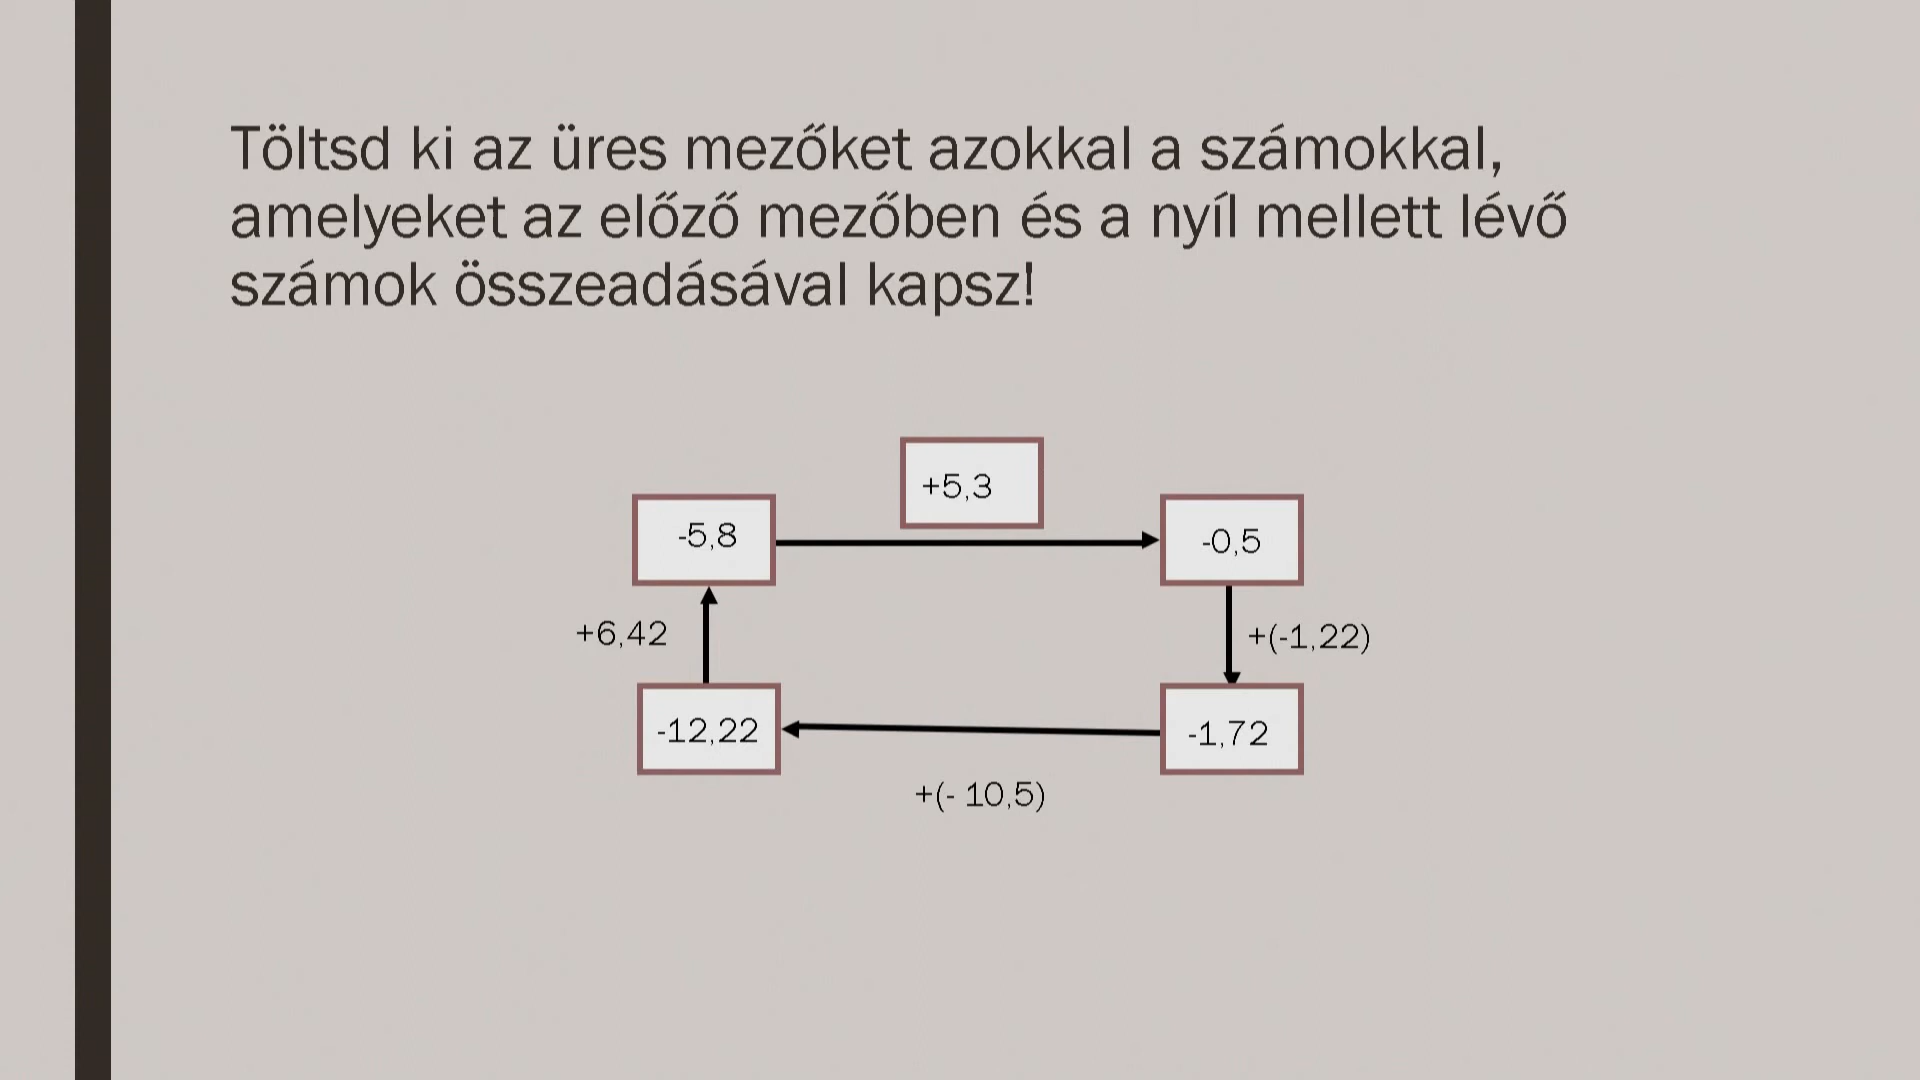 Töltsd ki az üres mezőket azokkal a számokkal,
amelyeket az előző mezőben és a nyíl mellett lévő
számok összeadásával kapsz!
+5,3
-5,8
-0,5
+6,42
+(-1,22)
-12,22
-1,72
+(- 10,5)